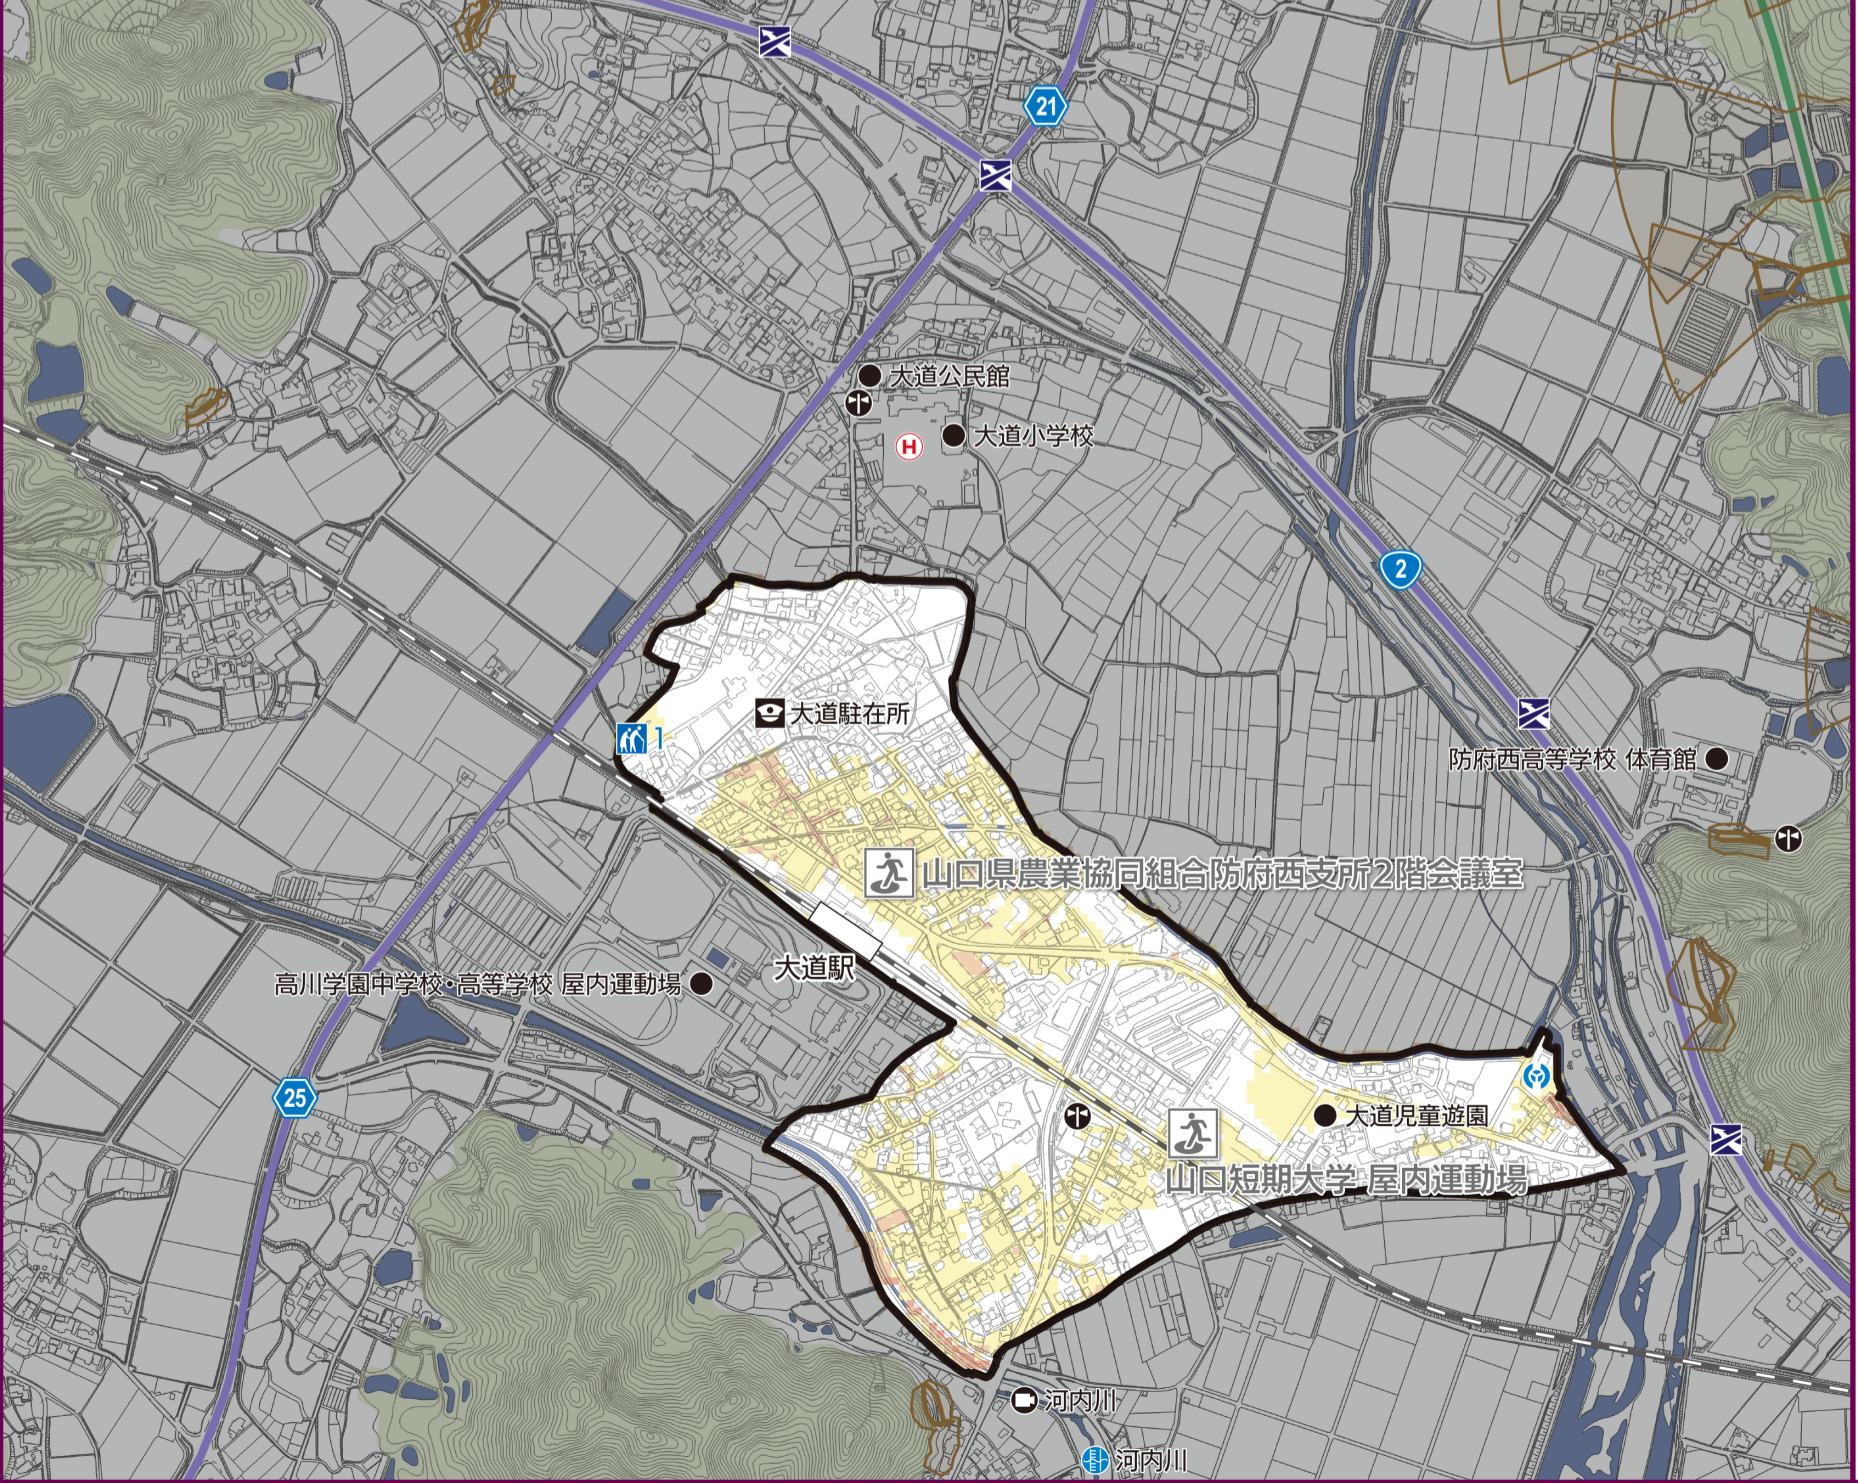 21
大道公民館
大道小学校
H
2
大道駐在所
1
防府西高等学校 体育館
山口県農業協同組合防府西支所2階会議室
大道駅
高川学園中学校・高等学校 屋内運動場
25
大道児童遊園
山口短期大学 屋内運動場
河内川
河内川